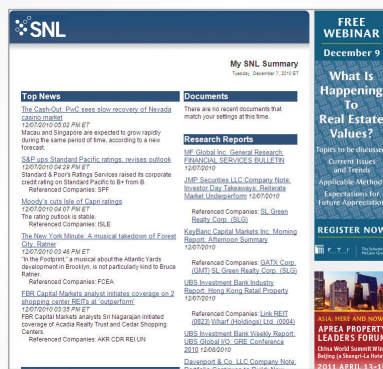 SNL
My SNL Summary
Tuesday, December 7, 2010 ET
Top News
The Cash-Out: PwC sees slow recovery of Nevada
casino market
12/07/2010 05:02 PM ET
Macau and Singapore are expected to grow rapidly
during the same period of time, according to a new
forecast.
S&P ups Standard Pacific ratings, revises outlook
12/07/2010 04:29 PM ET
Standard & Poor's Ratings Services raised its corporate
credit rating on Standard Pacific to B+ from B.
Referenced Companies: SPF
Moody's cuts Isle of Capri ratings
12/07/2010 04:07 PM ET
The rating outlook is stable.
Referenced Companies: ISLE
The New York Minute: A musical takedown of Forest
City, Ratner
12/07/2010 03:46 PM ET
"In the Footprint," a musical about the Atlantic Yards
development in Brooklyn, is not particularly kind to Bruce
Ratner.
Referenced Companies: FCEA
FBR Capital Markets analyst initiates coverage on 2
shopping center REITs at 'outperform'
12/07/2010 03:35 PM ET
FBR Capital Markets analyst Sri Nagarajan initiated
coverage of Acadia Realty Trust and Cedar Shopping
Centers.
Referenced Companies: AKR CDR REI.UN
Documents
There are no recent documents that
match your settings at this time.
Research Reports
MF Global Inc. General Research:
FINANCIAL SERVICES BULLETIN
12/07/2010
JMP Securities LLC Company Note:
Investor Day Takeaways; Reiterate
Market Underperform 12/07/2010
Referenced Companies: SL Green
Realty Corp. (SLG)
KeyBanc Capital Markets Inc. Morning
Report: Afternoon Summary
12/07/2010
Referenced Companies: GATX Corp.
(GMT) SL Green Realty Corp. (SLG)
UBS Investment Bank Industry
Report: Hong Kong Retail Property
12/07/2010
Referenced Companies: Link REIT
(0823) Wharf (Holdings) Ltd. (0004)
UBS Investment Bank Weekly Report:
UBS Global I/O: GRE Conference
2010 12/08/2010
Davenport & Co. LLC Company Note:
FREE
WEBINAR
December 9
What Is
Happening
To
Real Estate
Values?
Topics to be discussed
Current Issues
and Trends
Applicable Method
Expectations for
Future Appreciation
REGISTER NOW
ASIA: HERE AND NOW
APREA PROPERTY
LEADERS FORUM
China World Summit Wing
Beijing (a Shangri-La Hotel
2011 APRIL 13-1